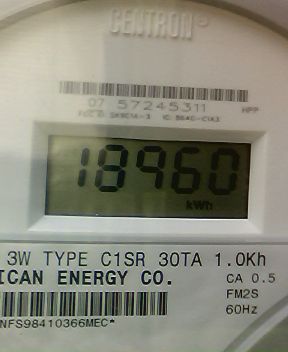 CENTRON
07 57245311 HPP
18960
kWh
3W TYPE C1SR 30TA 1.0Kh
ICAN ENERGY CO. CA 0.5
FM2S
NFS98410366MEC* 60Hz